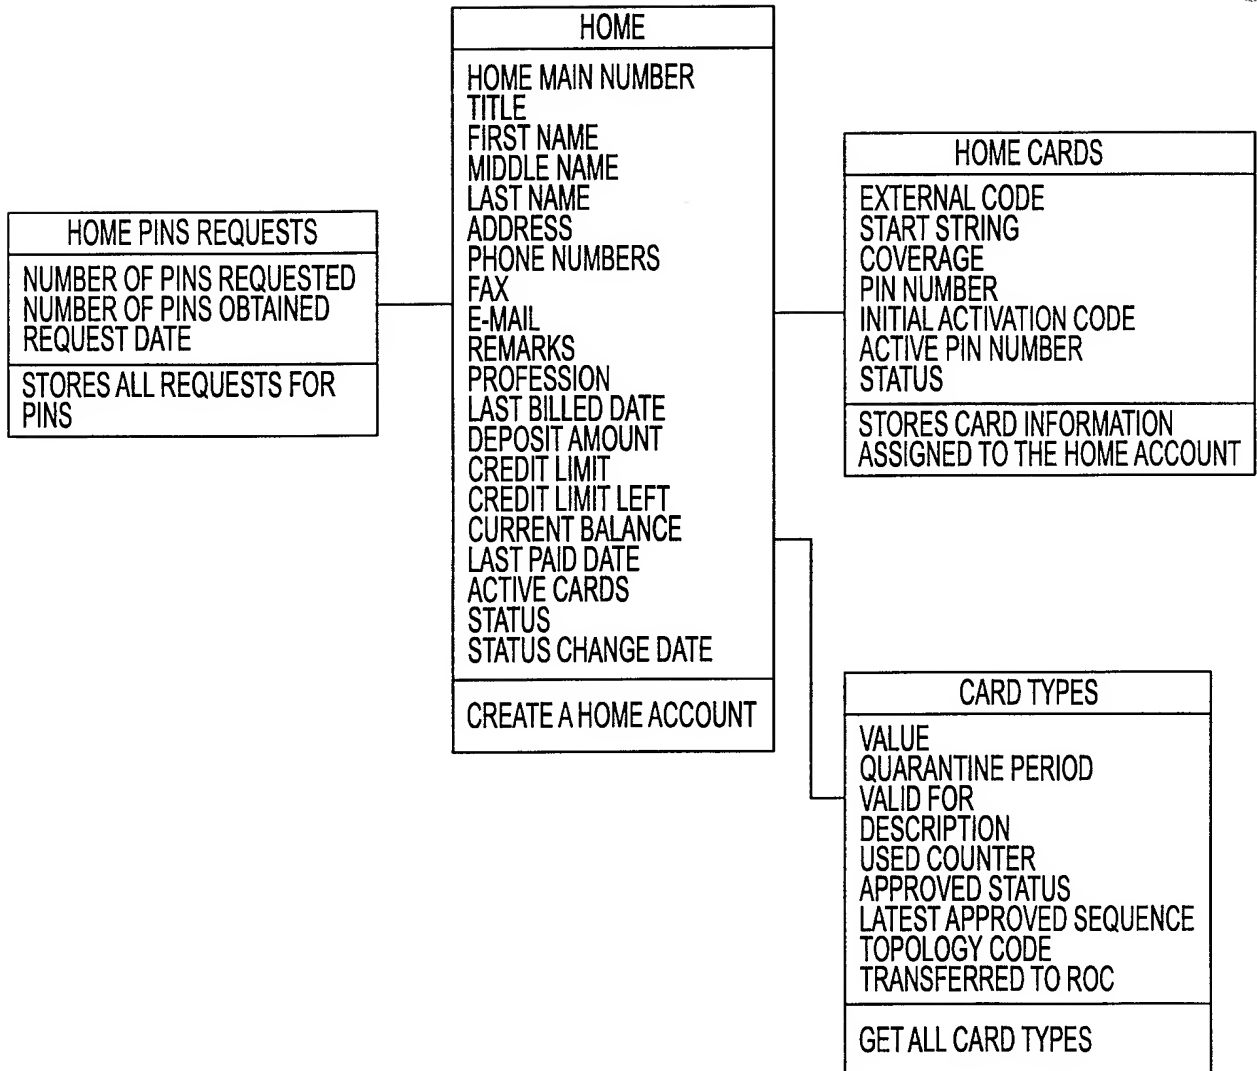 HOME
HOME MAIN NUMBER
TITLE
FIRST NAME
MIDDLE NAME
LAST NAME
ADDRESS
PHONE NUMBERS
FAX
E-MAIL
REMARKS
PROFESSION
LAST BILLED DATE
DEPOSIT AMOUNT
CREDIT LIMIT
CREDIT LIMIT LEFT
CURRENT BALANCE
LAST PAID DATE
ACTIVE CARDS
STATUS
STATUS CHANGE DATE
CREATE A HOME ACCOUNT
HOME PINS REQUESTS
NUMBER OF PINS REQUESTED
NUMBER OF PINS OBTAINED
REQUEST DATE
STORES ALL REQUESTS FOR
PINS
HOME CARDS
EXTERNAL CODE
START STRING
COVERAGE
PIN NUMBER
INITIAL ACTIVATION CODE
ACTIVE PIN NUMBER
STATUS
STORES CARD INFORMATION
ASSIGNED TO THE HOME ACCOUNT
CARD TYPES
VALUE
QUARANTINE PERIOD
VALID FOR
DESCRIPTION
USED COUNTER
APPROVED STATUS
LATEST APPROVED SEQUENCE
TOPOLOGY CODE
TRANSFERRED TO ROC
GET ALL CARD TYPES